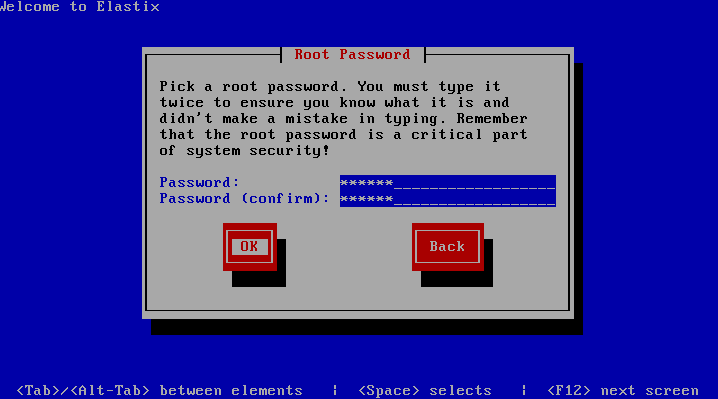 Welcome to Elastix
Root Password
Pick a root password. You must type it
twice to ensure you know what it is and
didn't make a mistake in typing. Remember
that the root password is a critical part
of system security!
Password: ******__________________
Password (confirm): ******__________________
OK Back
<Tab>/<Alt-Tab> between elements | <Space> selects | <F12> next screen